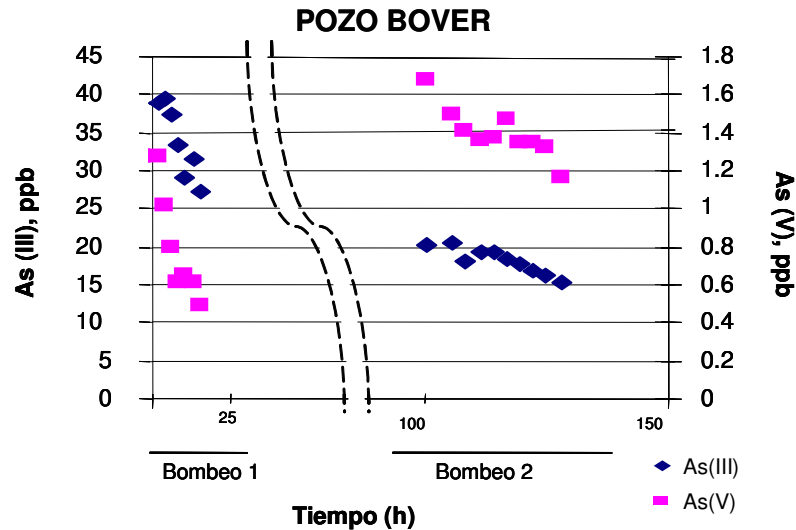 POZO BOVER
As (III), ppb
45
40
35
30
25
20
15
10
5
0
1.8
1.6
1.4
1.2
1
0.8
0.6
0.4
0.2
0
As (V), ppb
25
100
150
Bombeo 1
Bombeo 2
Tiempo (h)
As(III)
As(V)